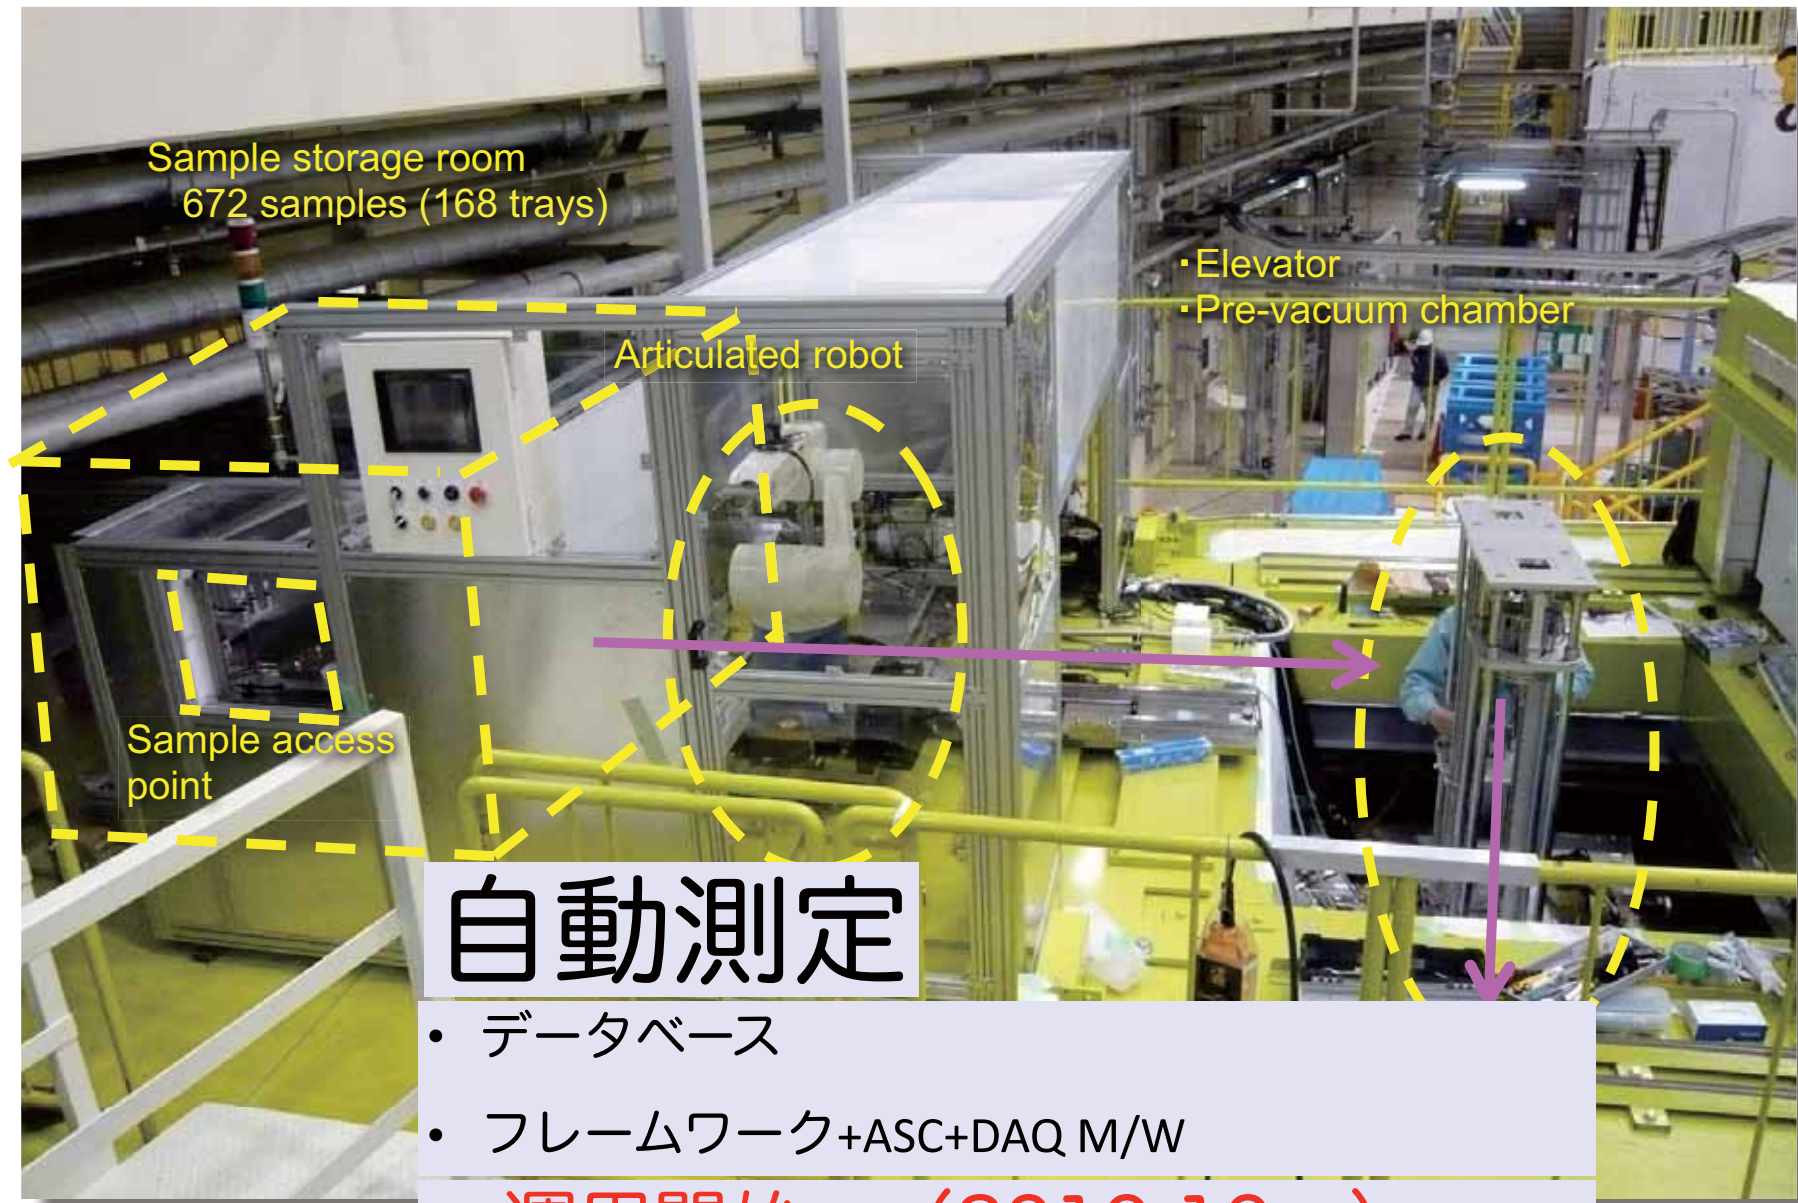 Sample storage room
672 samples (168 trays)
・Elevator
・Pre-vacuum chamber
Articulated robot
Sample access
point
自動測定
• データベース
• フレームワーク+ASC+DAQ M/W